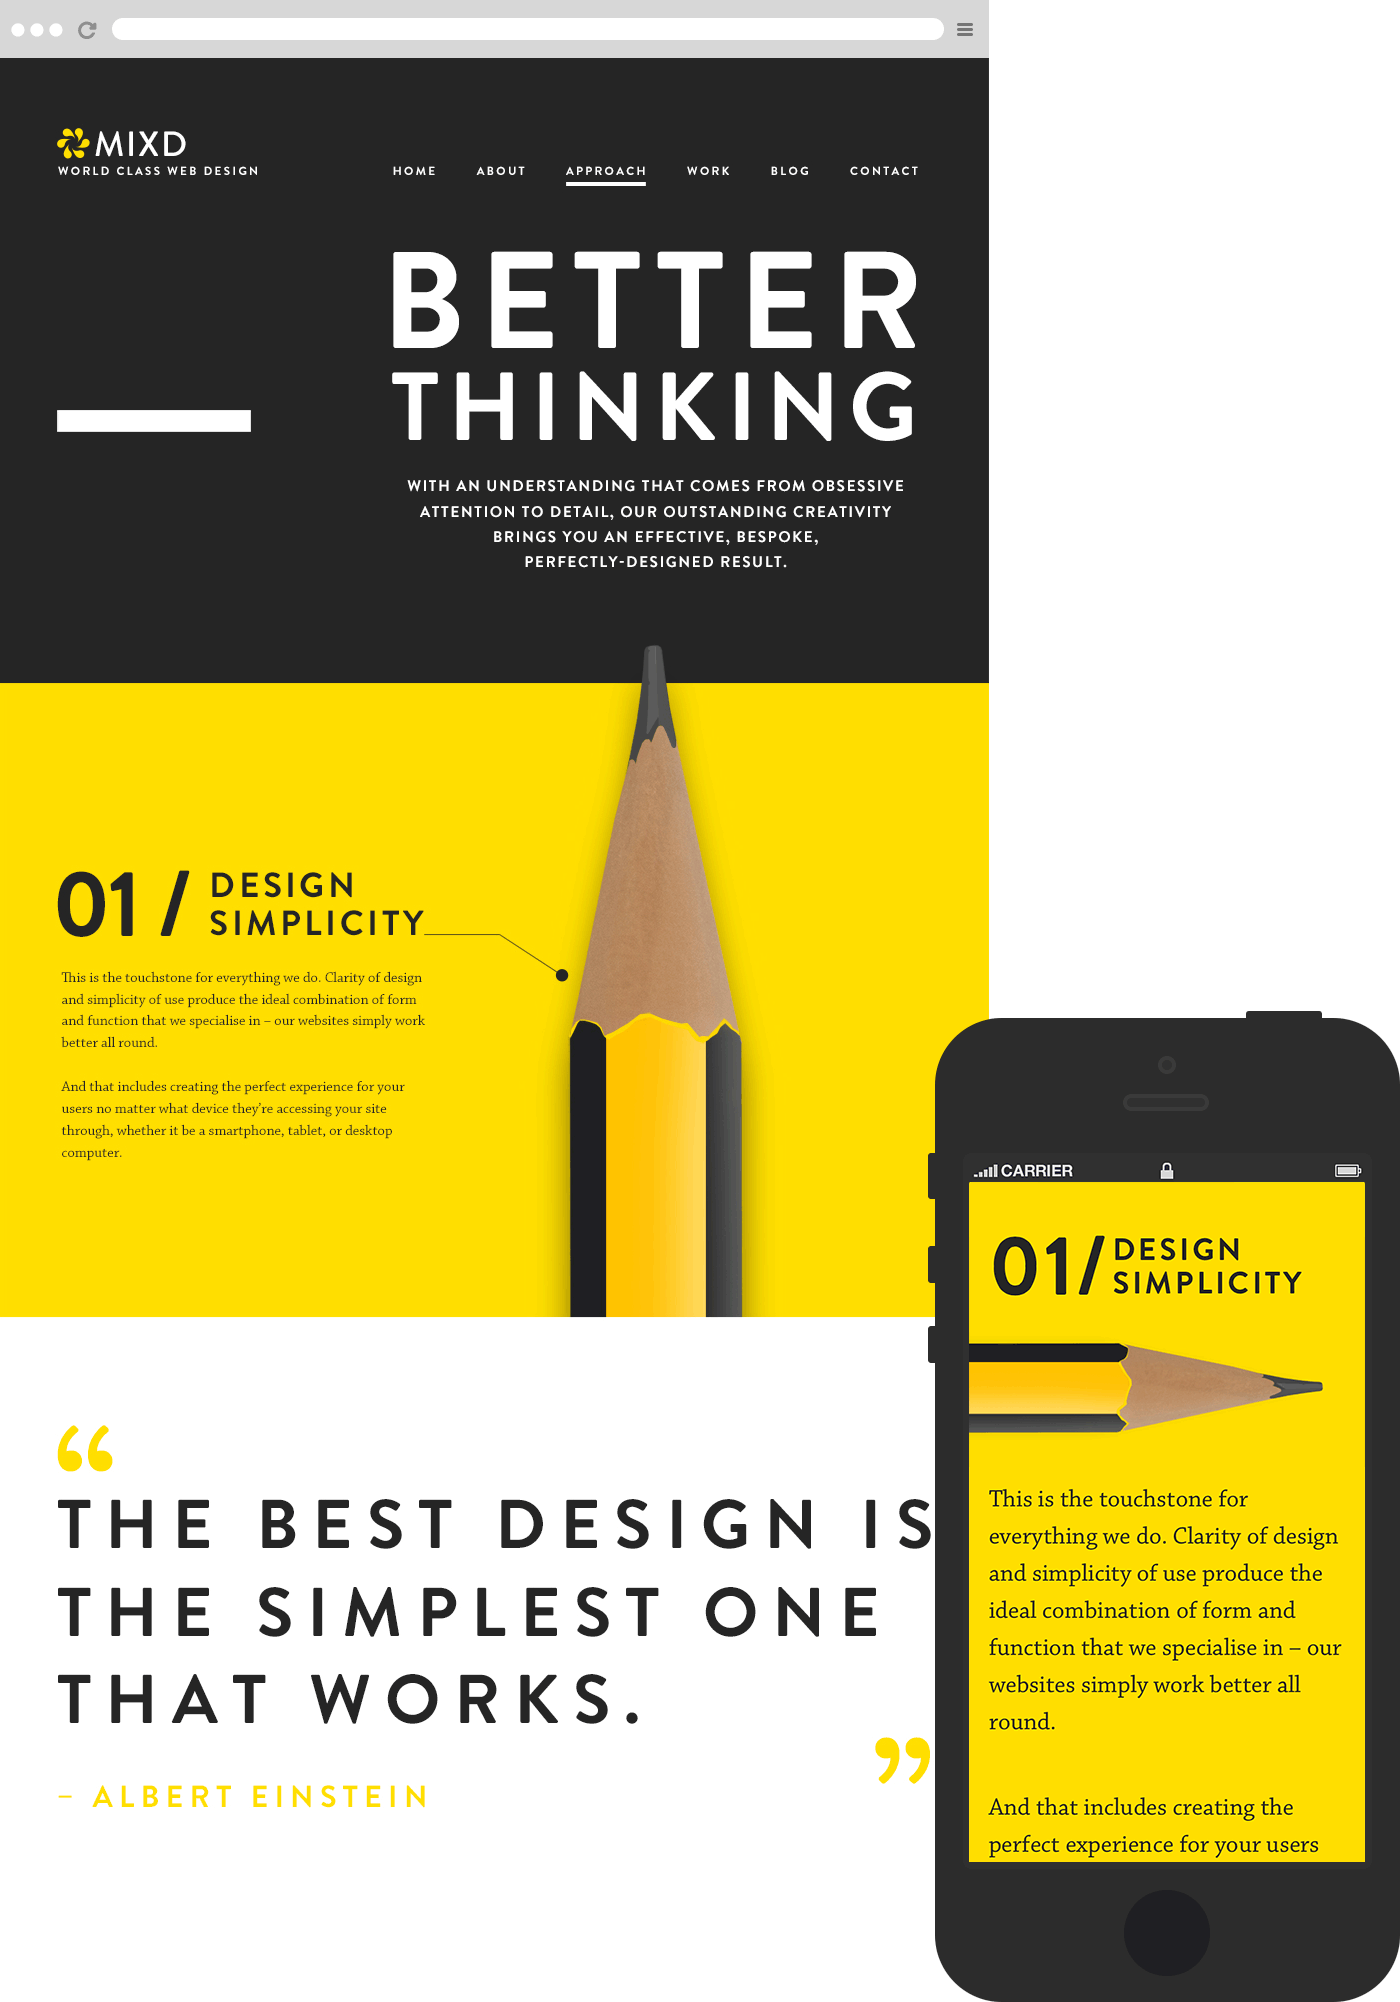 MIXD
WORLD CLASS WEB DESIGN
HOME ABOUT APPROACH WORK BLOG CONTACT
BETTER
THINKING
WITH AN UNDERSTANDING THAT COMES FROM OBSESSIVE
ATTENTION TO DETAIL, OUR OUTSTANDING CREATIVITY
BRINGS YOU AN EFFECTIVE, BESPOKE,
PERFECTLY-DESIGNED RESULT.
01 / DESIGN
SIMPLICITY
This is the touchstone for everything we do. Clarity of design
and simplicity of use produce the ideal combination of form
and function that we specialise in – our websites simply work
better all round.
And that includes creating the perfect experience for your
users no matter what device they’re accessing your site
through, whether it be a smartphone, tablet, or desktop
computer.
“
THE BEST DESIGN IS
THE SIMPLEST ONE
THAT WORKS.
”
– ALBERT EINSTEIN
CARRIER
01/ DESIGN
SIMPLICITY
This is the touchstone for
everything we do. Clarity of design
and simplicity of use produce the
ideal combination of form and
function that we specialise in – our
websites simply work better all
round.
And that includes creating the
perfect experience for your users